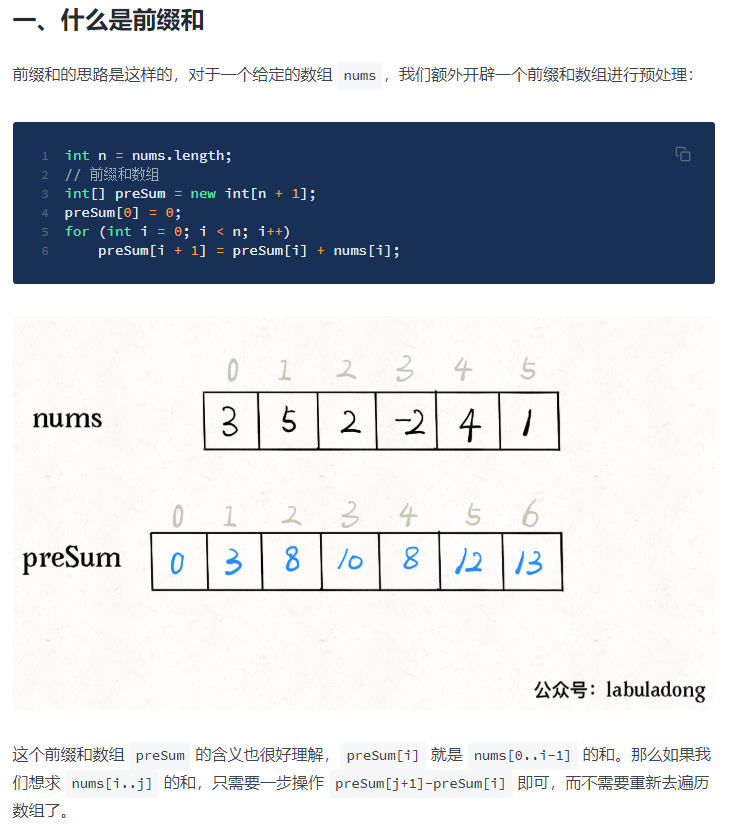 一、什么是前缀和
前缀和的思路是这样的，对于一个给定的数组 nums ，我们额外开辟一个前缀和数组进行预处理：
1 int n = nums.length;
2 // 前缀和数组
3 int[] preSum = new int[n + 1];
4 preSum[0] = 0;
5 for (int i = 0; i < n; i++)
6     preSum[i + 1] = preSum[i] + nums[i];
0 1 2 3 4 5
nums 3 5 2 -2 4 1
0 1 2 3 4 5 6
preSum 0 3 8 10 8 12 13
公众号：labuladong
这个前缀和数组 preSum 的含义也很好理解， preSum[i] 就是 nums[0..i-1] 的和。那么如果我
们想求 nums[i..j] 的和，只需要一步操作 preSum[j+1]-preSum[i] 即可，而不需要重新去遍历
数组了。